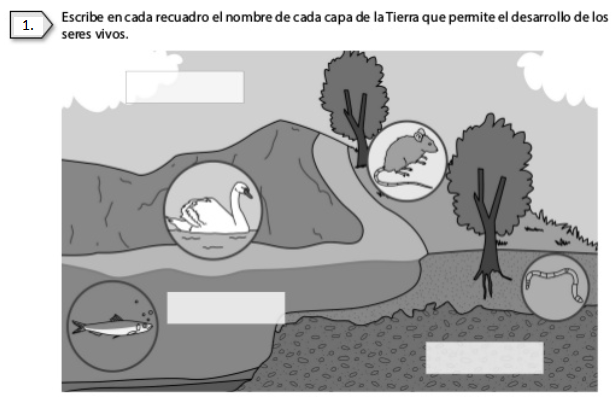 1.
Escribe en cada recuadro el nombre de cada capa de la Tierra que permite el desarrollo de los
seres vivos.